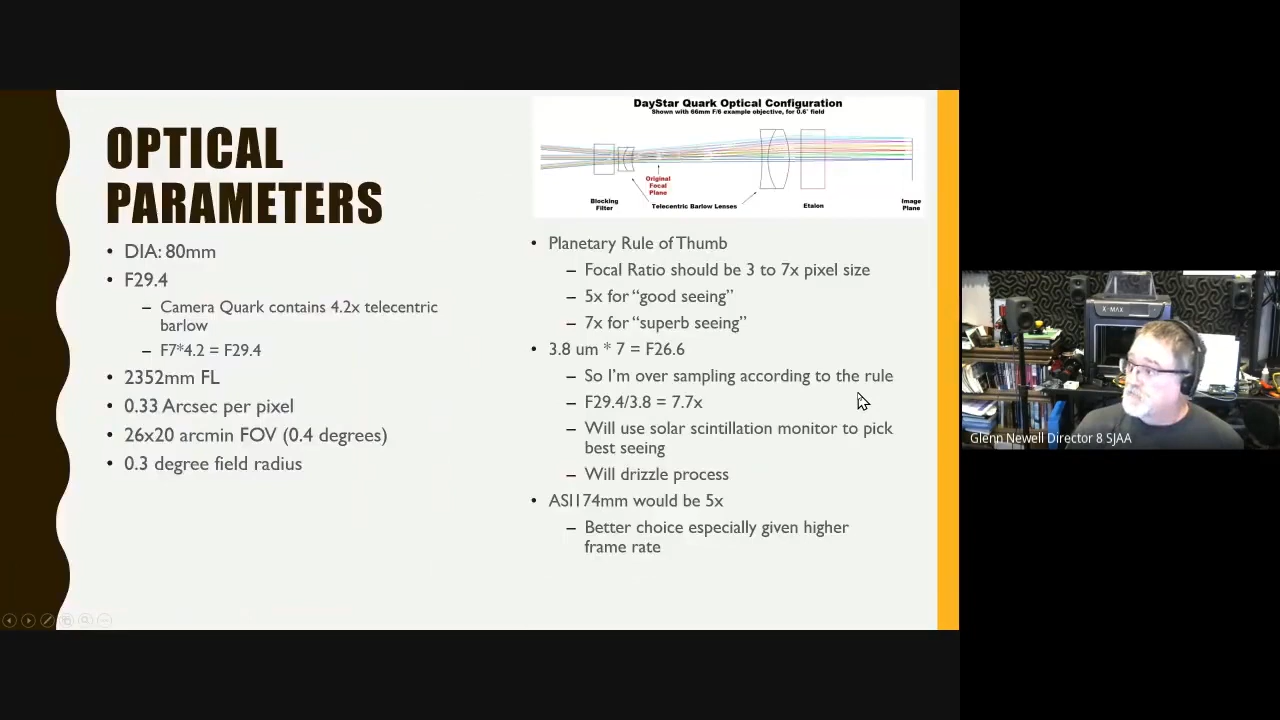 OPTICAL
PARAMETERS
• DIA: 80mm
• F29.4
– Camera Quark contains 4.2x telecentric
barlow
– F7*4.2 = F29.4
• 2352mm FL
• 0.33 Arcsec per pixel
• 26x20 arcmin FOV (0.4 degrees)
• 0.3 degree field radius
DayStar Quark Optical Configuration
Shown with 66mm F/6 example objective, for 0.6° field
Original
Focal
Plane
Blocking
Filter
Telecentric Barlow Lenses
Etalon
Image
Plane
• Planetary Rule of Thumb
– Focal Ratio should be 3 to 7x pixel size
– 5x for “good seeing”
– 7x for “superb seeing”
• 3.8 um * 7 = F26.6
– So I’m over sampling according to the rule
– F29.4/3.8 = 7.7x
– Will use solar scintillation monitor to pick
best seeing
– Will drizzle process
• ASI174mm would be 5x
– Better choice especially given higher
frame rate
X-MAX
Glenn Newell Director 8 SJAA